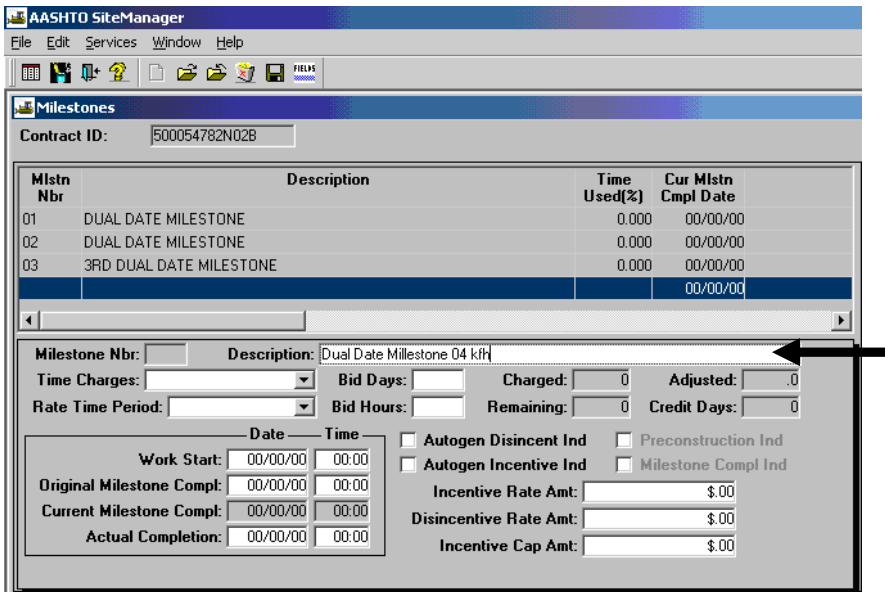 AASHTO SiteManager
File Edit Services Window Help
FIELDS
Milestones
Contract ID: 500054782N02B
Mlstn Nbr Description Time Used(%) Cur Mlstn Cmpl Date
01 DUAL DATE MILESTONE 0.000 00/00/00
02 DUAL DATE MILESTONE 0.000 00/00/00
03 3RD DUAL DATE MILESTONE 0.000 00/00/00
00/00/00
Milestone Nbr: Description: Dual Date Millestone 04 kfh
Time Charges: Bid Days: Charged: 0 Adjusted: .0
Rate Time Period: Bid Hours: Remaining: 0 Credit Days: 0
Date Time
Work Start: 00/00/00 00:00
Original Milestone Compl: 00/00/00 00:00
Current Milestone Compl: 00/00/00 00:00
Actual Completion: 00/00/00 00:00
Autogen Disincent Ind Preconstruction Ind
Autogen Incentive Ind Milestone Compl Ind
Incentive Rate Amt: $.00
Disincentive Rate Amt: $.00
Incentive Cap Amt: $.00